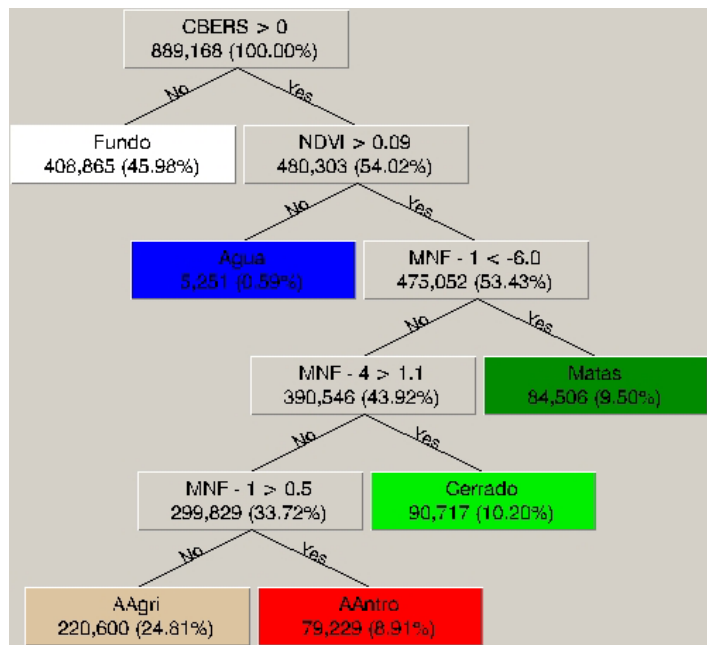 CBERS > 0
889,168 (100.00%)
No
Yes
Fundo
408,865 (45.98%)
NDVI > 0.09
480,303 (54.02%)
No
Yes
Agua
5,251 (0.59%)
MNF - 1 < -6.0
475,052 (53.43%)
No
Yes
MNF - 4 > 1.1
390,546 (43.92%)
Matas
84,506 (9.50%)
No
Yes
MNF - 1 > 0.5
299,829 (33.72%)
Cerrado
90,717 (10.20%)
No
Yes
AAgri
220,600 (24.81%)
AAntro
79,229 (8.91%)